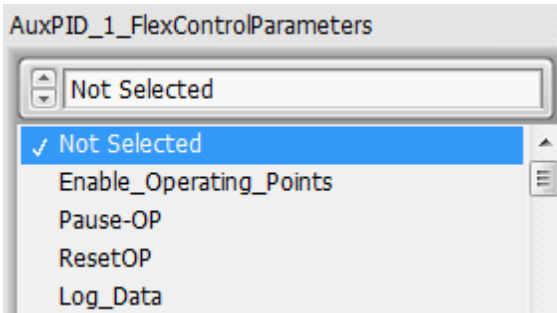 AuxPID_1_FlexControlParameters
Not Selected
Not Selected
Enable_Operating_Points
Pause-OP
ResetOP
Log_Data